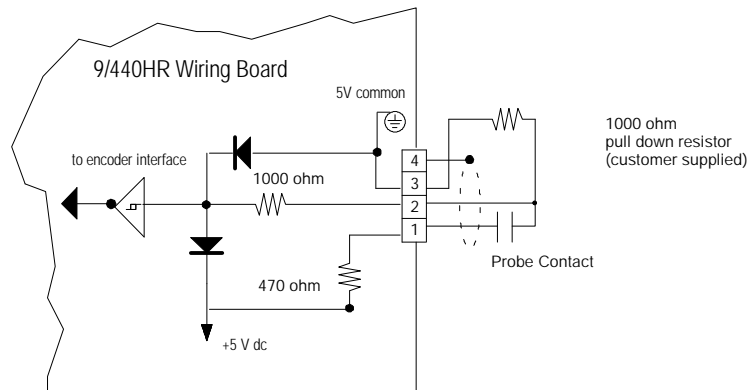 9/440HR Wiring Board
5V common
to encoder interface
1000 ohm
470 ohm
+5 V dc
4
3
2
1
1000 ohm
pull down resistor
(customer supplied)
Probe Contact